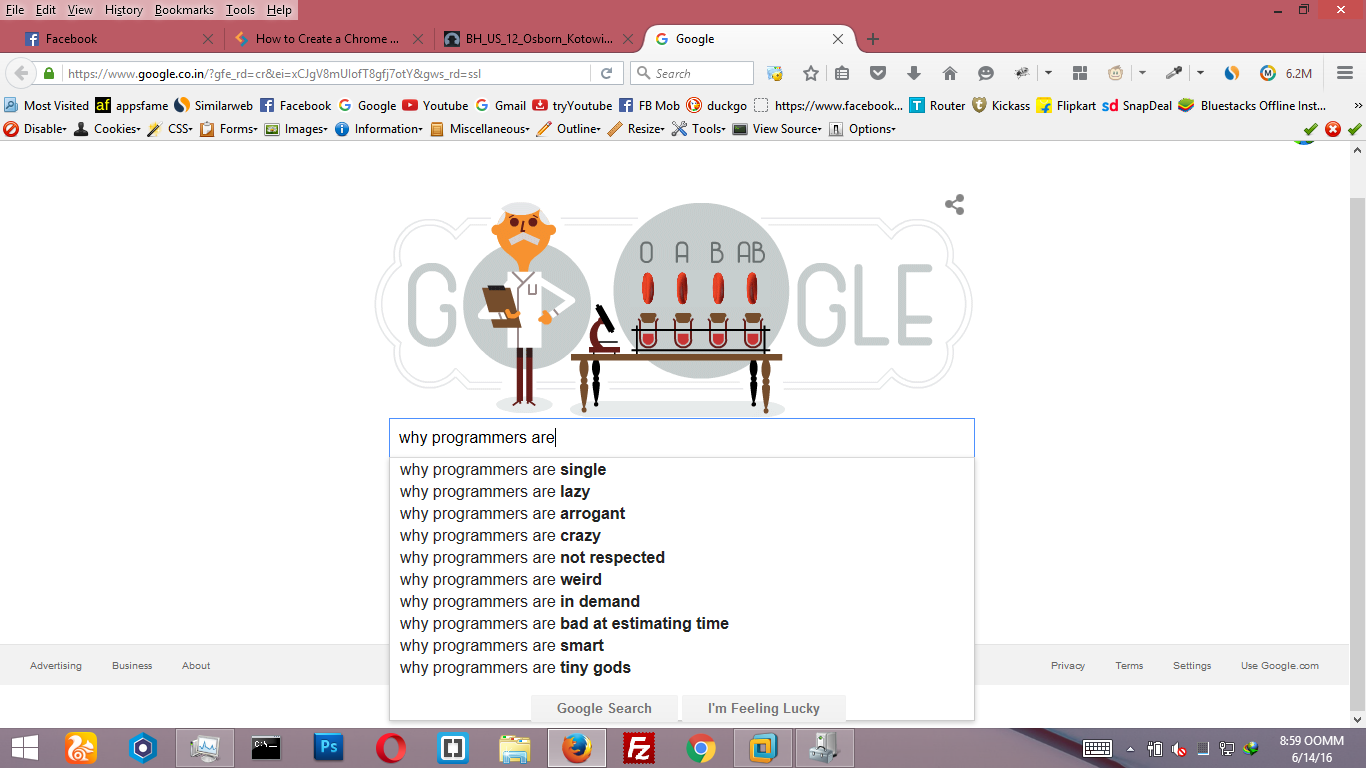 File Edit View History Bookmarks Tools Help
Facebook How to Create a Chrome ... BH_US_12_Osborn_Kotowi... Google
https://www.google.co.in/?gfe_rd=cr&ei=xCJgV8mUIofT8gfj7otY&gws_rd=ssl Search 6.2M
Most Visited af appsfame Similarweb Facebook Google Youtube Gmail tryYoutube FB Mob duckgo https://www.facebook... Router Kickass Flipkart sd SnapDeal Bluestacks Offline Inst...
Disable Cookies CSS Forms Images Information Miscellaneous Outline Resize Tools View Source Options
G GLE
O A B AB
U
why programmers are
why programmers are single
why programmers are lazy
why programmers are arrogant
why programmers are crazy
why programmers are not respected
why programmers are weird
why programmers are in demand
why programmers are bad at estimating time
why programmers are smart
why programmers are tiny gods
Advertising Business About Privacy Terms Settings Use Google.com
Google Search I'm Feeling Lucky
C:\ Ps Fz 8:59 OOMM
6/14/16